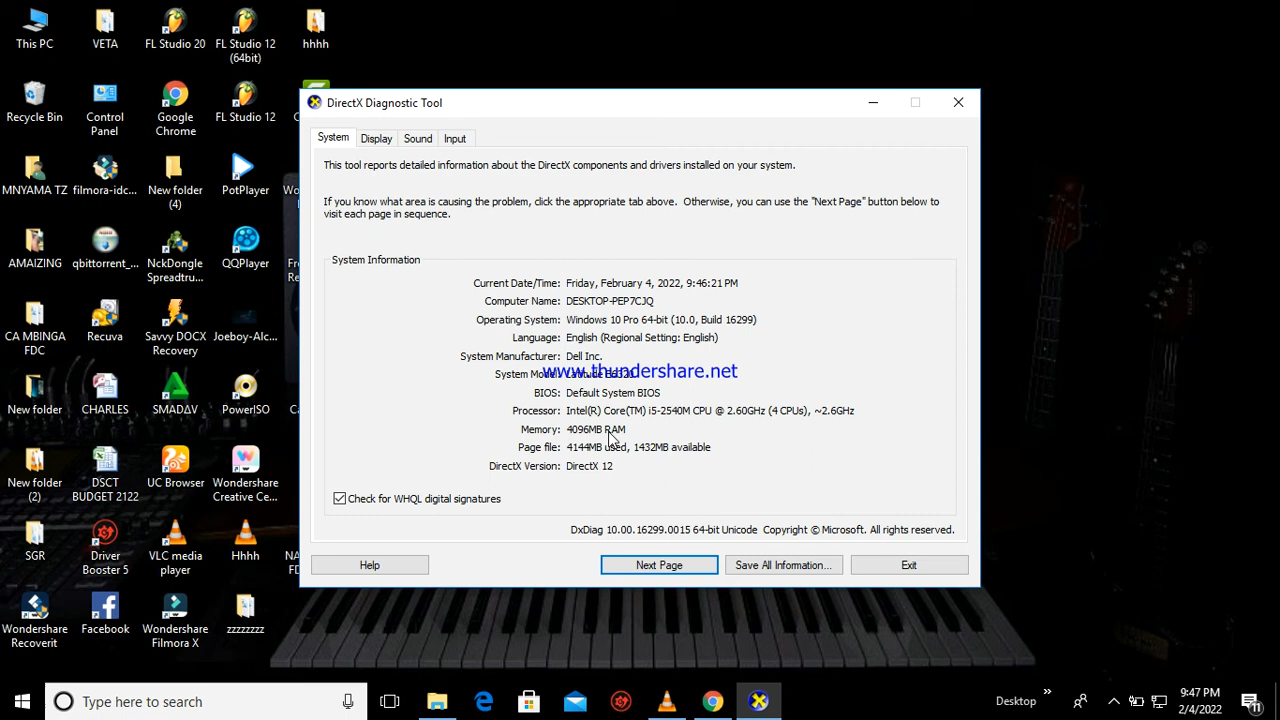 This PC
VETA
FL Studio 20
FL Studio 12
(64bit)
hhhh
Recycle Bin
Control
Panel
Google
Chrome
FL Studio 12
MNYAMA TZ
filmora-idc...
New folder
(4)
PotPlayer
AMAIZING
qbittorrent_...
NckDongle
Spreadtru...
QQPlayer
CA MBINGA
FDC
Recuva
Savvy DOCX
Recovery
Joeboy-Alc...
New folder
CHARLES
SMADΔV
PowerISO
New folder
(2)
DSCT
BUDGET 2122
UC Browser
Wondershare
Creative Ce...
SGR
Driver
Booster 5
VLC media
player
Hhhh
Wondershare
Recoverit
Facebook
Wondershare
Filmora X
zzzzzzzz
DirectX Diagnostic Tool
System Display Sound Input
This tool reports detailed information about the DirectX components and drivers installed on your system.
If you know what area is causing the problem, click the appropriate tab above. Otherwise, you can use the "Next Page" button below to
visit each page in sequence.
System Information
Current Date/Time: Friday, February 4, 2022, 9:46:21 PM
Computer Name: DESKTOP-PEP7CJQ
Operating System: Windows 10 Pro 64-bit (10.0, Build 16299)
Language: English (Regional Setting: English)
System Manufacturer: Dell Inc.
www.thundershare.net
System Model: Latitude
BIOS: Default System BIOS
Processor: Intel(R) Core(TM) i5-2540M CPU @ 2.60GHz (4 CPUs), ~2.6GHz
Memory: 4096MB RAM
Page file: 4144MB used, 1432MB available
DirectX Version: DirectX 12
Check for WHQL digital signatures
DxDiag 10.00.16299.0015 64-bit Unicode Copyright © Microsoft. All rights reserved.
Help
Next Page
Save All Information...
Exit
Type here to search
Desktop
9:47 PM
2/4/2022
11